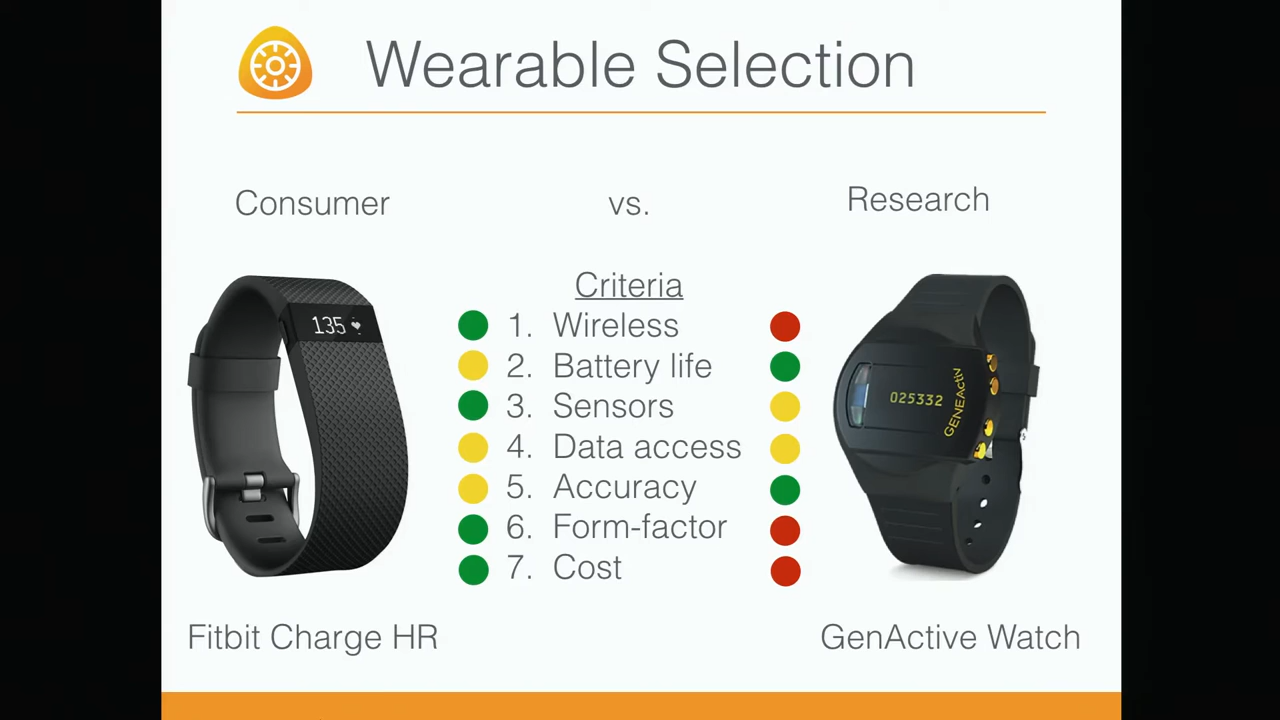 Wearable Selection
Consumer
vs.
Research
Criteria
1. Wireless
2. Battery life
3. Sensors
4. Data access
5. Accuracy
6. Form-factor
7. Cost
135
025332
GENEActiv
Fitbit Charge HR
GenActive Watch